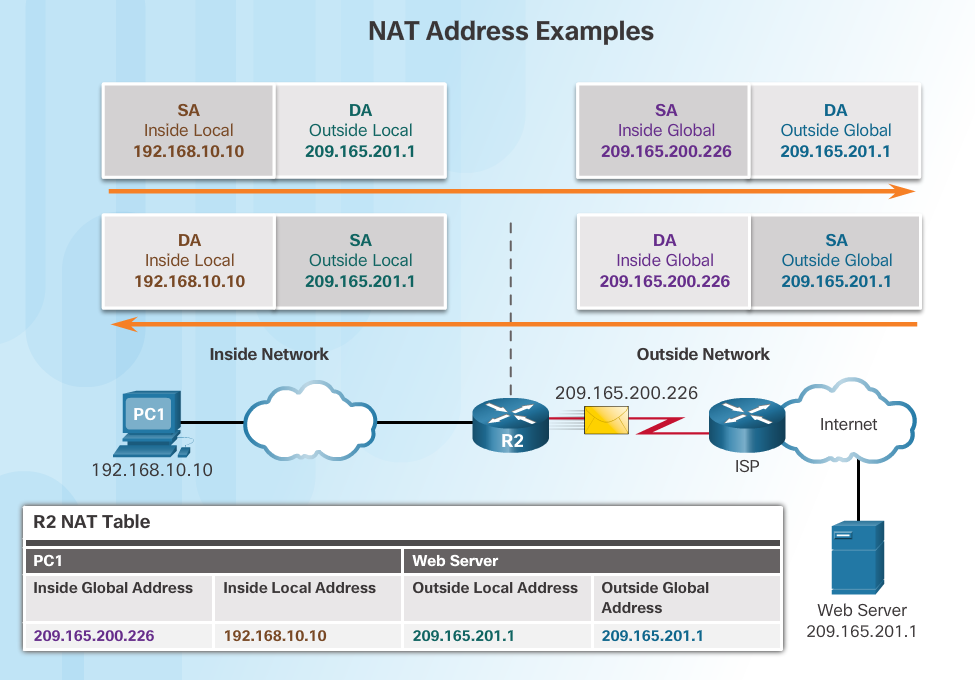 NAT Address Examples
SA
Inside Local
192.168.10.10
DA
Outside Local
209.165.201.1
SA
Inside Global
209.165.200.226
DA
Outside Global
209.165.201.1
DA
Inside Local
192.168.10.10
SA
Outside Local
209.165.201.1
DA
Inside Global
209.165.200.226
SA
Outside Global
209.165.201.1
Inside Network
Outside Network
PC1
192.168.10.10
R2
209.165.200.226
ISP
Internet
Web Server
209.165.201.1
R2 NAT Table
PC1
Web Server
Inside Global Address
Inside Local Address
Outside Local Address
Outside Global
Address
209.165.200.226
192.168.10.10
209.165.201.1
209.165.201.1